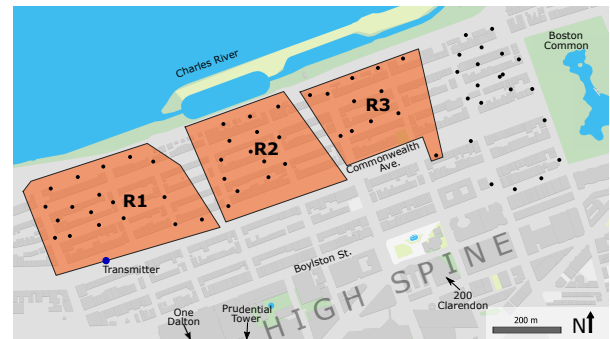 Boston
Common
Charles River
R3
R2
Commonwealth
Ave.
R1
Transmitter
Boylston St.
HIGH SPINE
200
Clarendon
One
Dalton
Prudential
Tower
200 m
N